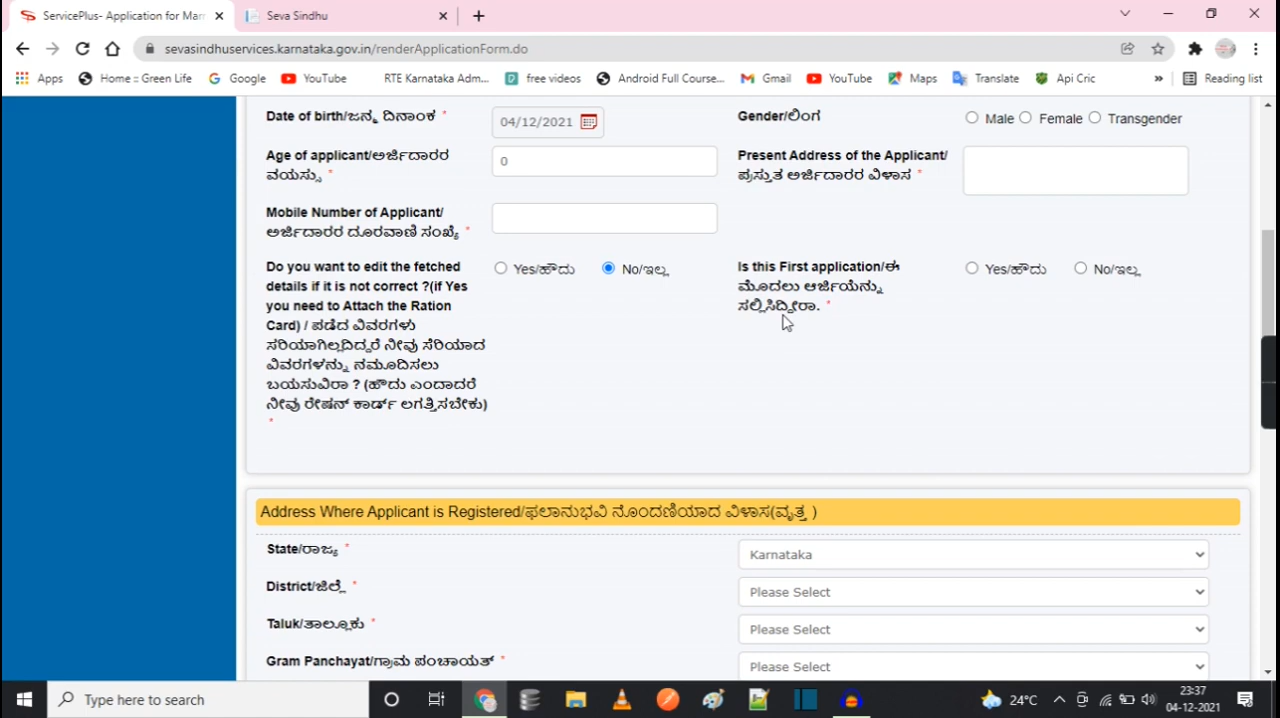 ServicePlus- Application for Marr
Seva Sindhu
sevasindhuservices.karnataka.gov.in/renderApplicationForm.do
Apps
Home :: Green Life
Google
YouTube
RTE Karnataka Adm...
free videos
Android Full Course...
Gmail
YouTube
Maps
Translate
Api Cric
»
Reading list
Date of birth/ಜನ್ಮ ದಿನಾಂಕ *
04/12/2021
Gender/ಲಿಂಗ
Male
Female
Transgender
Age of applicant/ಅರ್ಜಿದಾರರ
ವಯಸ್ಸು *
0
Present Address of the Applicant/
ಪ್ರಸ್ತುತ ಅರ್ಜಿದಾರರ ವಿಳಾಸ *
Mobile Number of Applicant/
ಅರ್ಜಿದಾರರ ದೂರವಾಣಿ ಸಂಖ್ಯೆ *
Do you want to edit the fetched
details if it is not correct ?(if Yes
you need to Attach the Ration
Card) / ಪಡೆದ ವಿವರಗಳು
ಸರಿಯಾಗಿಲ್ಲದಿದ್ದರೆ ನೀವು ಸೆರಿಯಾದ
ವಿವರಗಳನ್ನು ನಮೂದಿಸಲು
ಬಯಸುವಿರಾ ? (ಹೌದು ಎಂದಾದರೆ
ನೀವು ರೇಷನ್ ಕಾರ್ಡ್ ಲಗತ್ತಿಸಬೇಕು)
*
Yes/ಹೌದು
No/ಇಲ್ಲ
Is this First application/ಈ
ಮೊದಲು ಆರ್ಜಿಯೆನ್ನು
ಸಲ್ಲಿಸಿದ್ದೀರಾ. *
Yes/ಹೌದು
No/ಇಲ್ಲ
Address Where Applicant is Registered/ಫಲಾನುಭವಿ ನೊಂದಣಿಯಾದ ವಿಳಾಸ(ವೃತ್ತ )
State/ರಾಜ್ಯ *
Karnataka
District/ಜಿಲ್ಲೆ *
Please Select
Taluk/ತಾಲ್ಲೂಕು *
Please Select
Gram Panchayat/ಗ್ರಾಮ ಪಂಚಾಯತ್ *
Please Select
Type here to search
24°C
23:37
04-12-2021